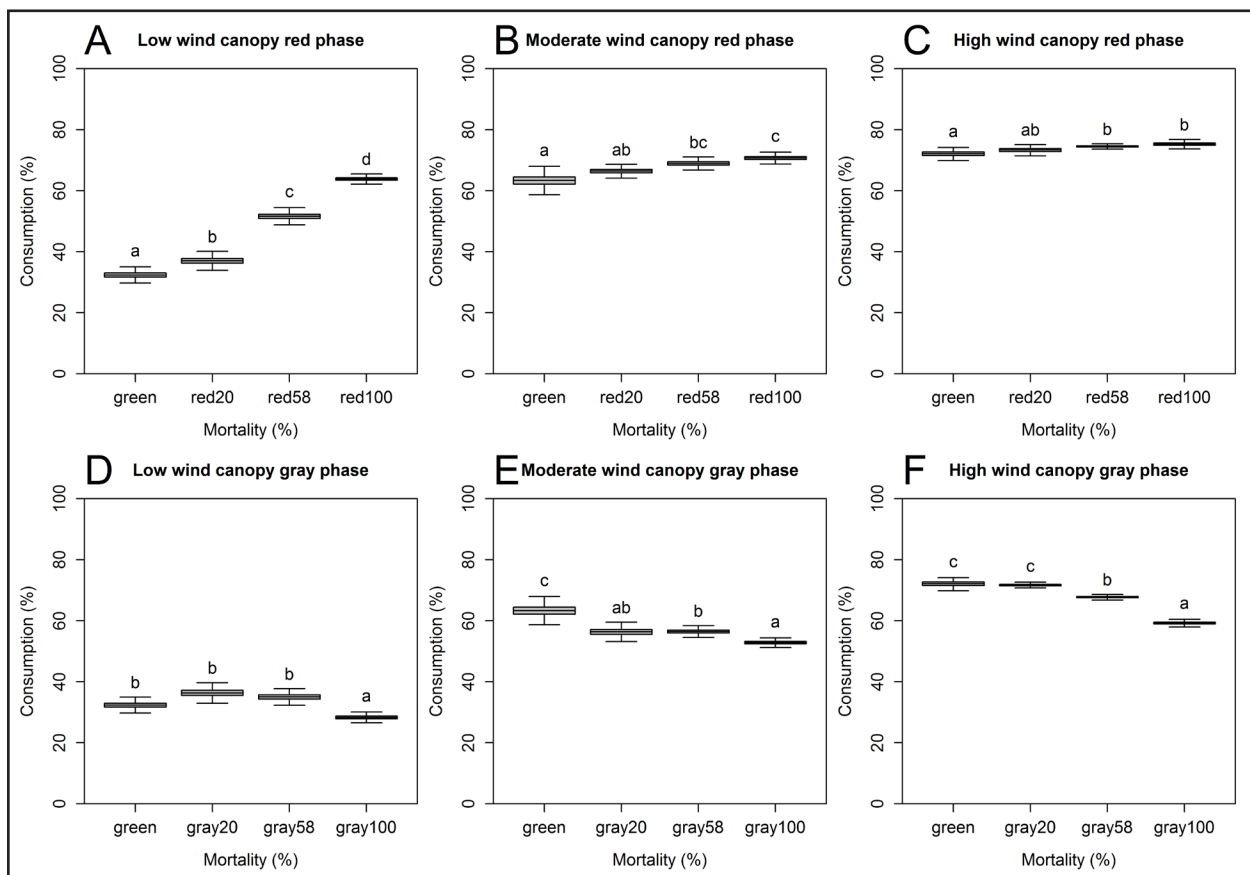 A Low wind canopy red phase
Consumption (%)
100
80
60
40
20
0
a
b
c
d
green red20 red58 red100
Mortality (%)
B Moderate wind canopy red phase
Consumption (%)
100
80
60
40
20
0
a
ab
bc
c
green red20 red58 red100
Mortality (%)
C High wind canopy red phase
Consumption (%)
100
80
60
40
20
0
a
ab
b
b
green red20 red58 red100
Mortality (%)
D Low wind canopy gray phase
Consumption (%)
100
80
60
40
20
0
b
b
b
a
green gray20 gray58 gray100
Mortality (%)
E Moderate wind canopy gray phase
Consumption (%)
100
80
60
40
20
0
c
ab
b
a
green gray20 gray58 gray100
Mortality (%)
F High wind canopy gray phase
Consumption (%)
100
80
60
40
20
0
c
c
b
a
green gray20 gray58 gray100
Mortality (%)